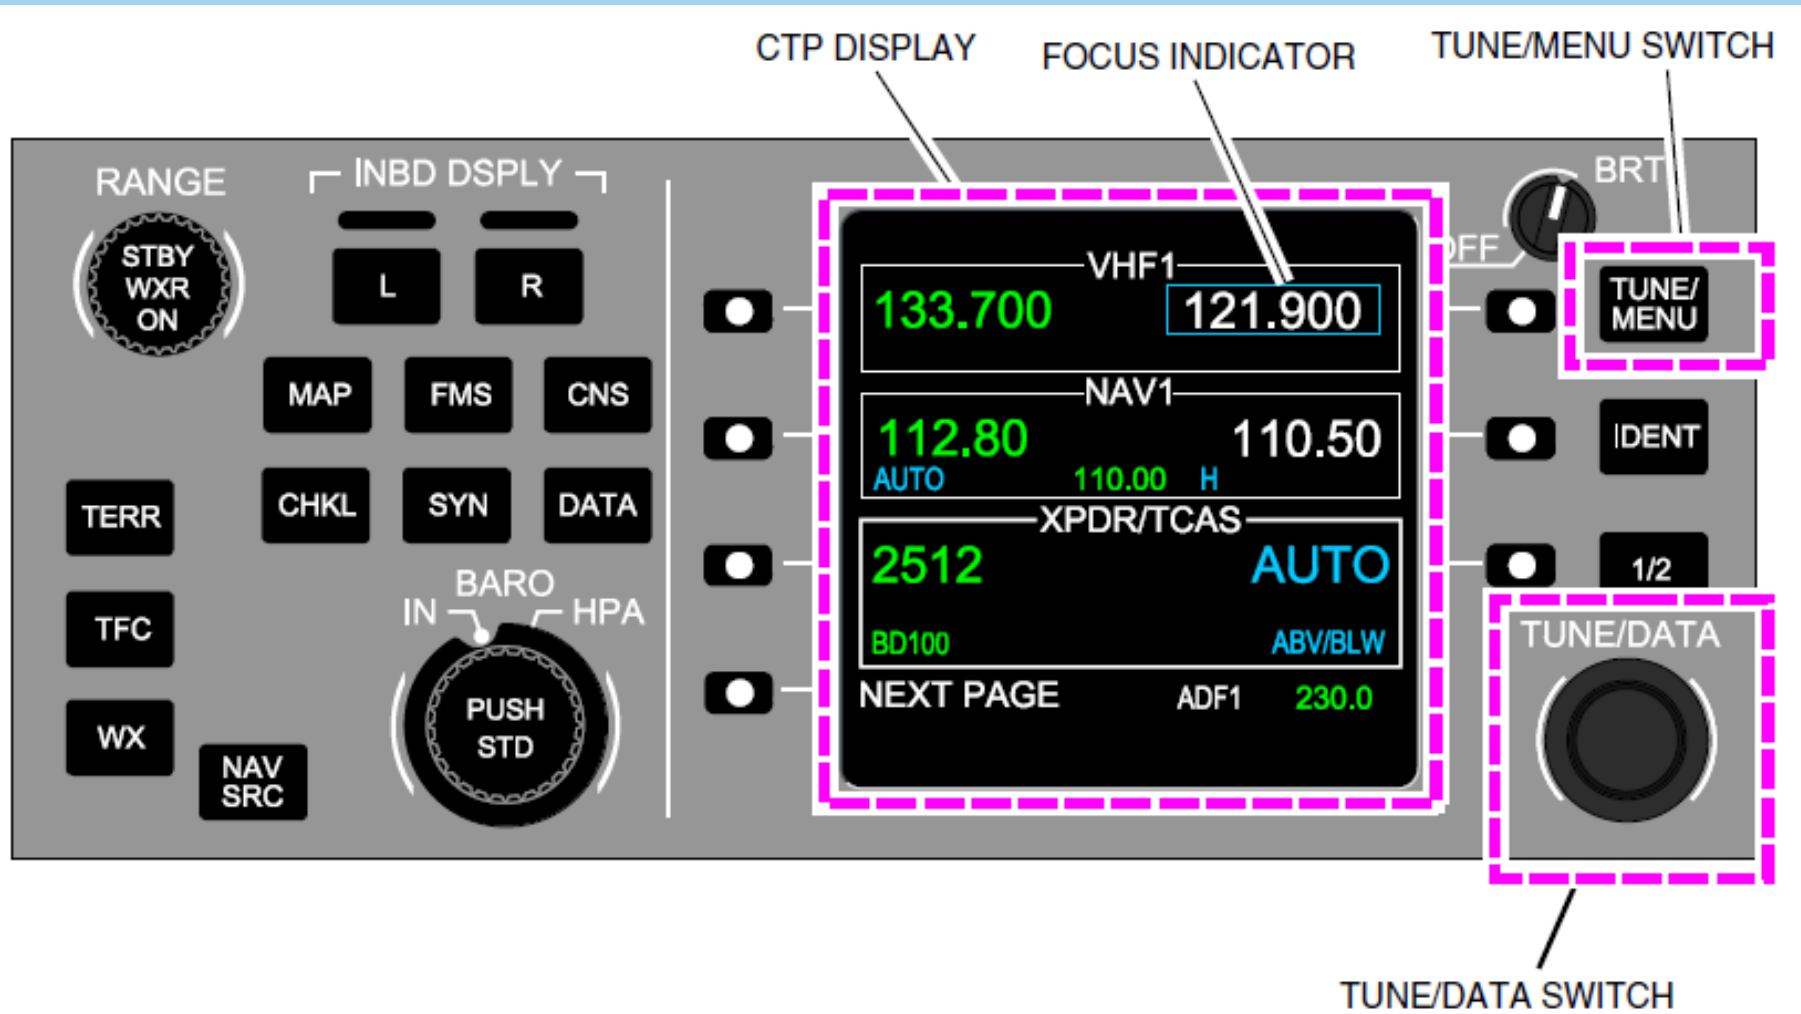 CTP DISPLAY
FOCUS INDICATOR
TUNE/MENU SWITCH
RANGE
INBD DSPLY
BRT
OFF
STBY
WXR
ON
L
R
MAP
FMS
CNS
TERR
CHKL
SYN
DATA
TFC
WX
NAV
SRC
BARO
IN
HPA
PUSH
STD
VHF1
133.700 121.900
NAV1
112.80 110.50
AUTO 110.00 H
XPDR/TCAS
2512 AUTO
BD100 ABV/BLW
NEXT PAGE ADF1 230.0
TUNE/
MENU
IDENT
1/2
TUNE/DATA
TUNE/DATA SWITCH